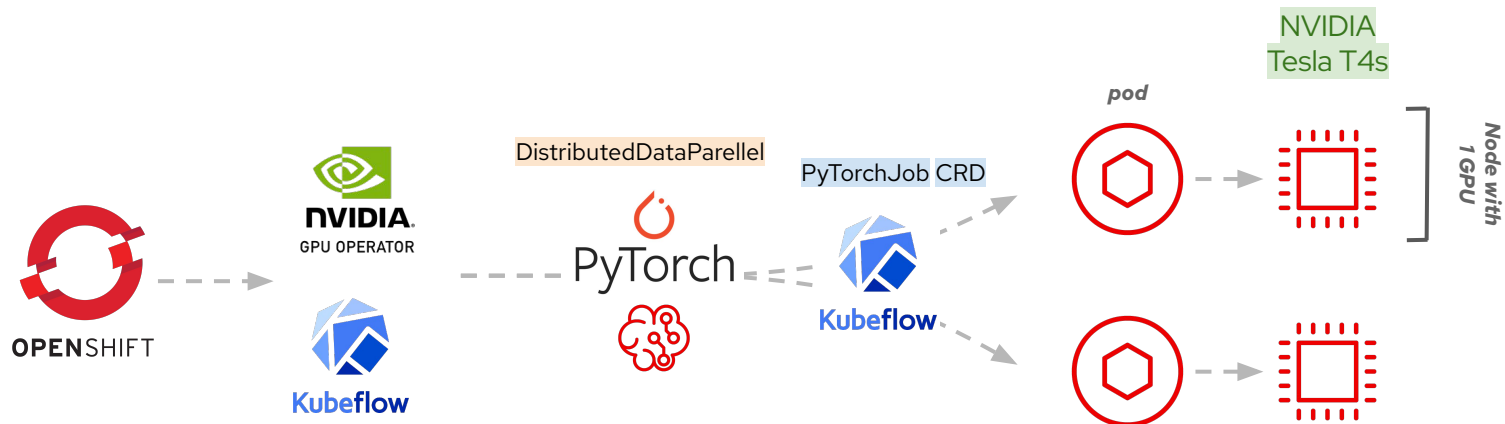 OPENSHIFT
NVIDIA.
GPU OPERATOR
Kubeflow
DistributedDataParellel
PyTorch
PyTorchJob CRD
Kubeflow
pod
NVIDIA
Tesla T4s
Node with
1 GPU